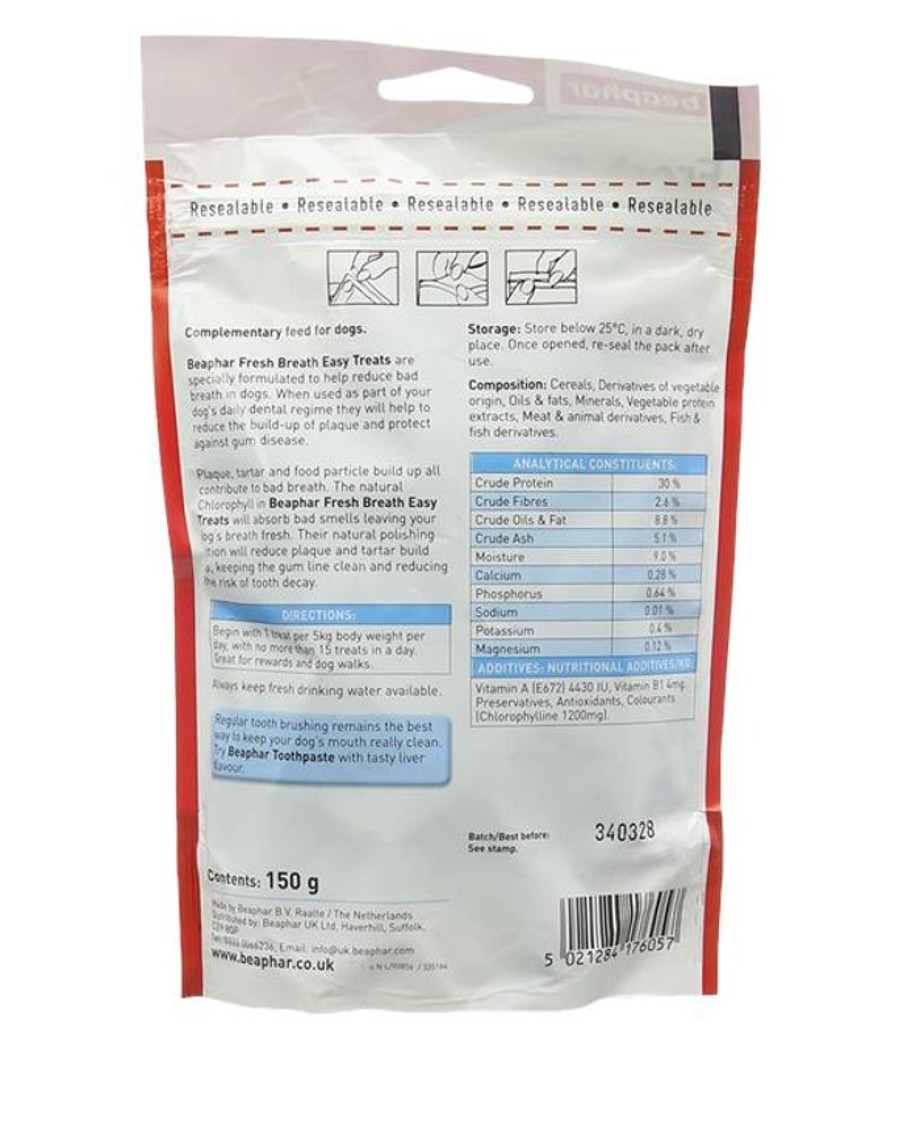 beaphar
Resealable • Resealable • Resealable • Resealable • Resealable
Complementary feed for dogs.
Beaphar Fresh Breath Easy Treats are
specially formulated to help reduce bad
breath in dogs. When used as part of your
dog's daily dental regime they will help to
reduce the build-up of plaque and protect
against gum disease.
Plaque, tartar and food particle build up all
contribute to bad breath. The natural
Chlorophyll in Beaphar Fresh Breath Easy
Treats will absorb bad smells leaving your
og's breath fresh. Their natural polishing
tion will reduce plaque and tartar build
, keeping the gum line clean and reducing
the risk of tooth decay.
DIRECTIONS:
Begin with 1 treat per 5kg body weight per
day, with no more than 15 treats in a day.
Great for rewards and dog walks.
Always keep fresh drinking water available.
Regular tooth brushing remains the best
way to keep your dog's mouth really clean.
Try Beaphar Toothpaste with tasty liver
flavour.
Contents: 150 g
Made by Beaphar B.V. Raalte / The Netherlands
Distributed by: Beaphar UK Ltd, Haverhill, Suffolk,
CB9 8QP
Email: info@uk.beaphar.com
www.beaphar.co.uk
Storage: Store below 25°C, in a dark, dry
place. Once opened, re-seal the pack after
use.
Composition: Cereals, Derivatives of vegetable
origin, Oils & fats, Minerals, Vegetable protein
extracts, Meat & animal derivatives, Fish &
fish derivatives.
ANALYTICAL CONSTITUENTS:
Crude Protein 30 %
Crude Fibres 2.6 %
Crude Oils & Fat 8.8 %
Crude Ash 5.1 %
Moisture 9.0 %
Calcium 0.28 %
Phosphorus 0.64 %
Sodium 0.01 %
Potassium 0.4 %
Magnesium 0.12 %
ADDITIVES: NUTRITIONAL ADDITIVES/KG:
Vitamin A (E672) 4430 IU, Vitamin B1 4mg
Preservatives, Antioxidants, Colourants
(Chlorophylline 1200mg).
Batch/Best before: 340328
See stamp.
5 021284 176057